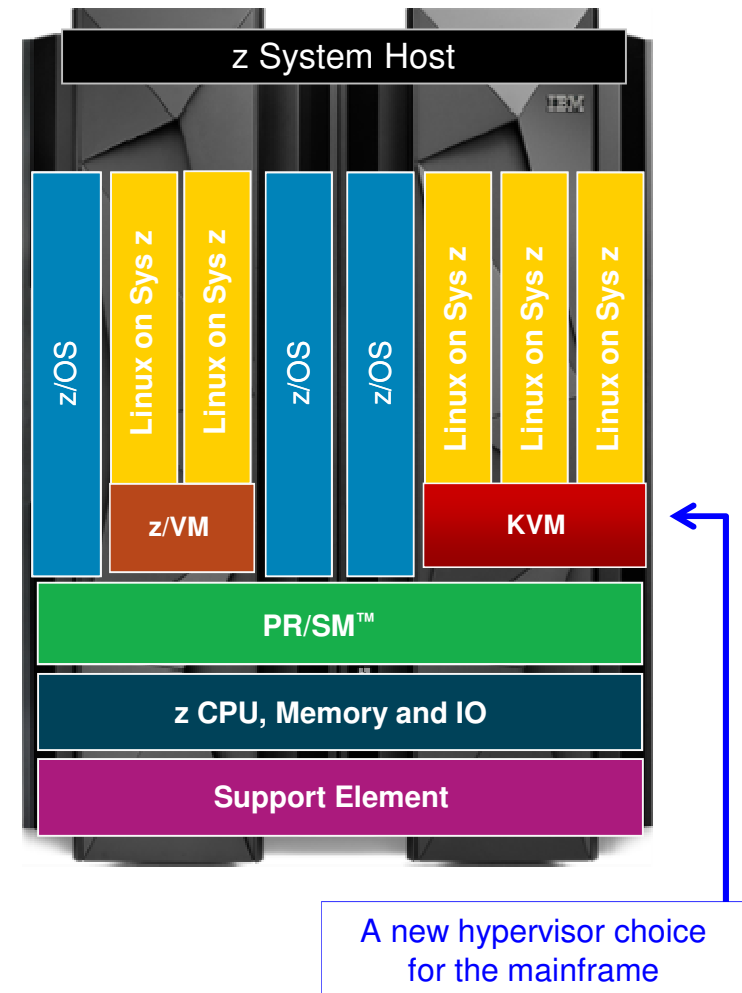 z System Host
IBM
z/OS
Linux on Sys z
Linux on Sys z
z/OS
z/OS
Linux on Sys z
Linux on Sys z
Linux on Sys z
z/VM
KVM
PR/SM™
z CPU, Memory and IO
Support Element
A new hypervisor choice
for the mainframe